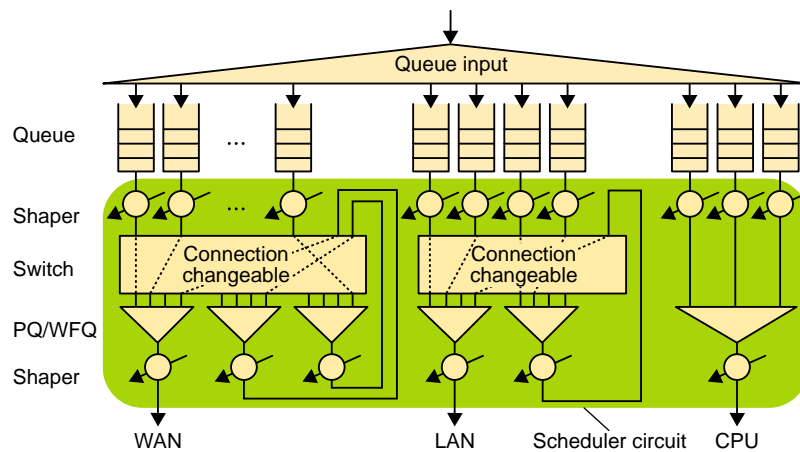 Queue input
Queue
...
Shaper
...
Switch
Connection
changeable
Connection
changeable
PQ/WFQ
Shaper
WAN
LAN
Scheduler circuit
CPU